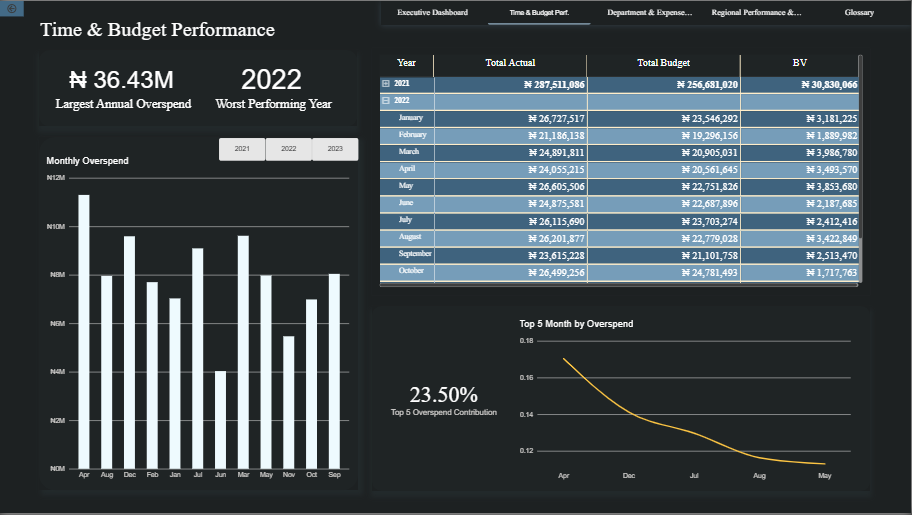 Executive Dashboard
Time & Budget Perf.
Department & Expense...
Regional Performance &...
Glossary
Time & Budget Performance
₦ 36.43M
Largest Annual Overspend
2022
Worst Performing Year
2021 2022 2023
Monthly Overspend
₦12M
₦10M
₦8M
₦6M
₦4M
₦2M
₦0M
Apr Aug Dec Feb Jan Jul Jun Mar May Nov Oct Sep
Year Total Actual Total Budget BV
2021 ₦ 287,511,086 ₦ 256,681,020 ₦ 30,830,066
2022
January ₦ 26,727,517 ₦ 23,546,292 ₦ 3,181,225
February ₦ 21,186,138 ₦ 19,296,156 ₦ 1,889,982
March ₦ 24,891,811 ₦ 20,905,031 ₦ 3,986,780
April ₦ 24,055,215 ₦ 20,561,645 ₦ 3,493,570
May ₦ 26,605,506 ₦ 22,751,826 ₦ 3,853,680
June ₦ 24,875,581 ₦ 22,687,896 ₦ 2,187,685
July ₦ 26,115,690 ₦ 23,703,274 ₦ 2,412,416
August ₦ 26,201,877 ₦ 22,779,028 ₦ 3,422,849
September ₦ 23,615,228 ₦ 21,101,758 ₦ 2,513,470
October ₦ 26,499,256 ₦ 24,781,493 ₦ 1,717,763
23.50%
Top 5 Overspend Contribution
Top 5 Month by Overspend
0.18
0.16
0.14
0.12
Apr Dec Jul Aug May